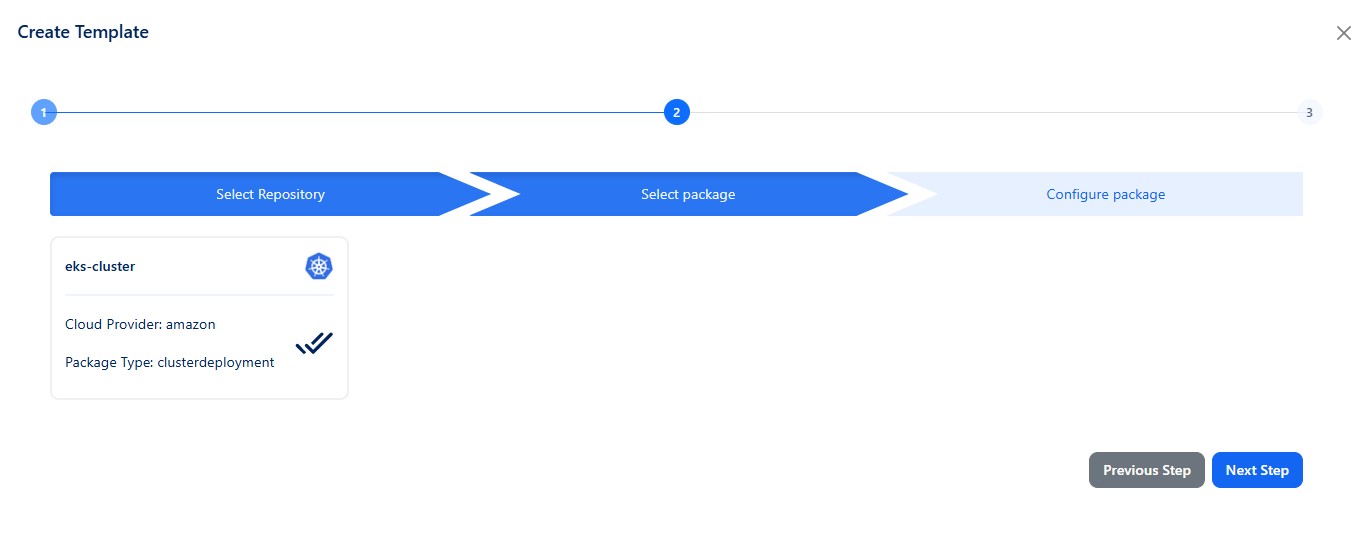 Create Template
1
2
3
Select Repository
Select package
Configure package
eks-cluster
Cloud Provider: amazon
Package Type: clusterdeployment
Previous Step
Next Step